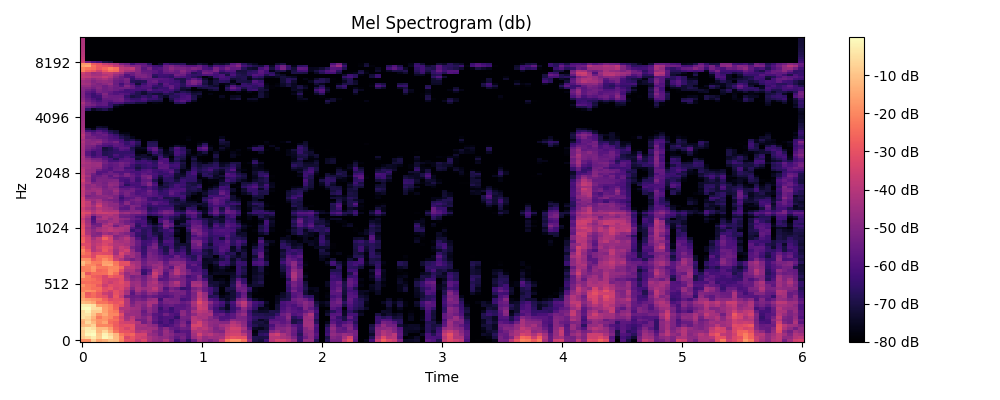 Mel Spectrogram (db)
8192
4096
2048
1024
512
0
Hz
0 1 2 3 4 5 6
Time
-10 dB
-20 dB
-30 dB
-40 dB
-50 dB
-60 dB
-70 dB
-80 dB